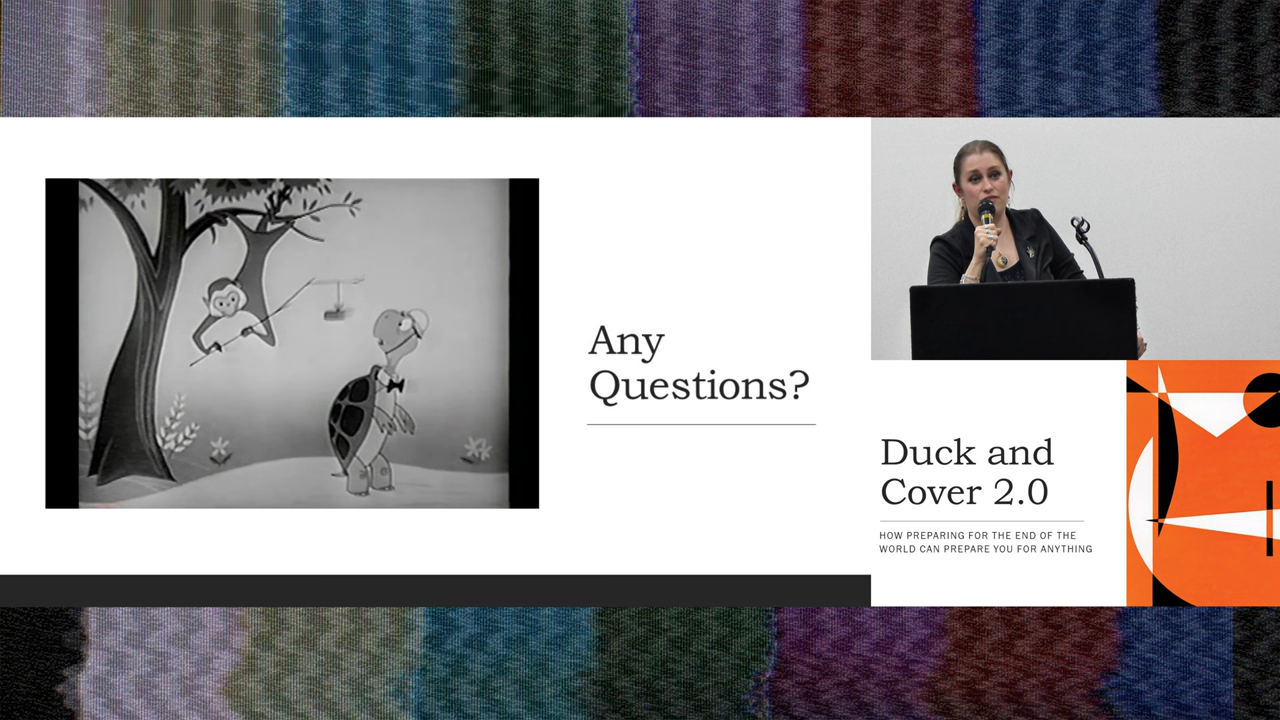 Any
Questions?
Duck and
Cover 2.0
HOW PREPARING FOR THE END OF THE
WORLD CAN PREPARE YOU FOR ANYTHING